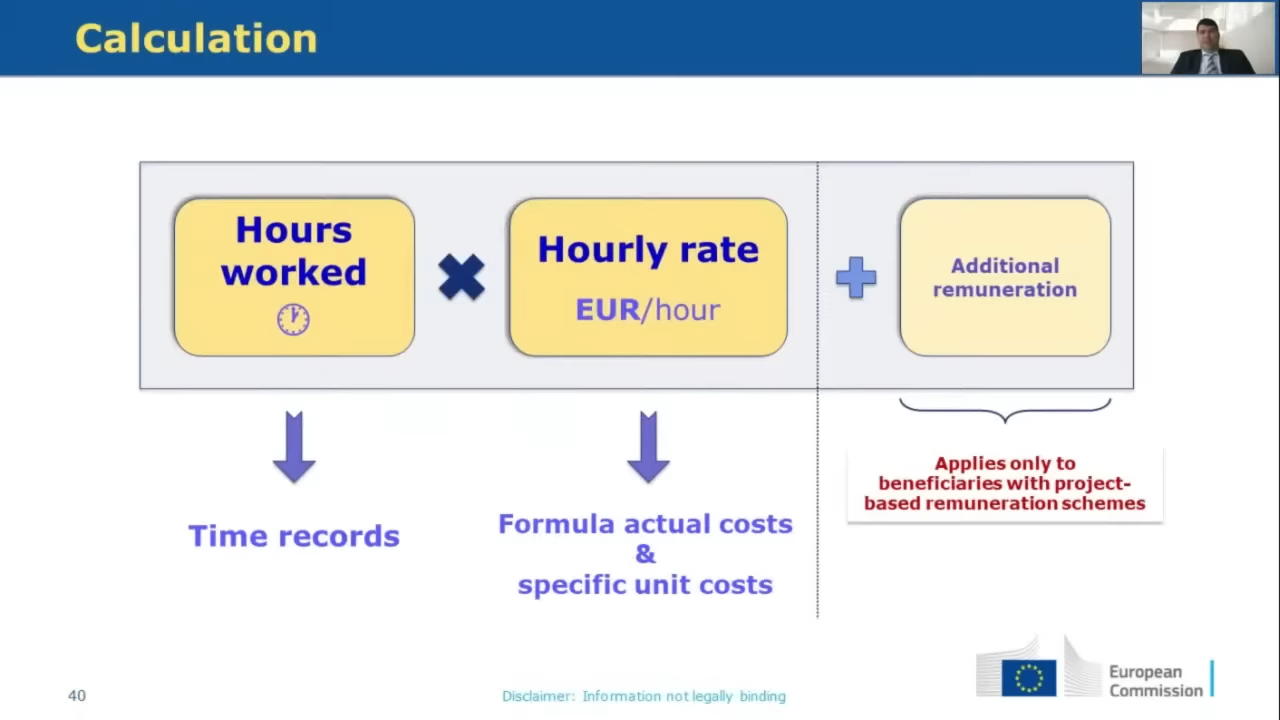 Calculation
Hours
worked
Hourly rate
EUR/hour
Additional
remuneration
Time records
Formula actual costs
&
specific unit costs
Applies only to
beneficiaries with project-
based remuneration schemes
40
Disclaimer: Information not legally binding
European
Commission